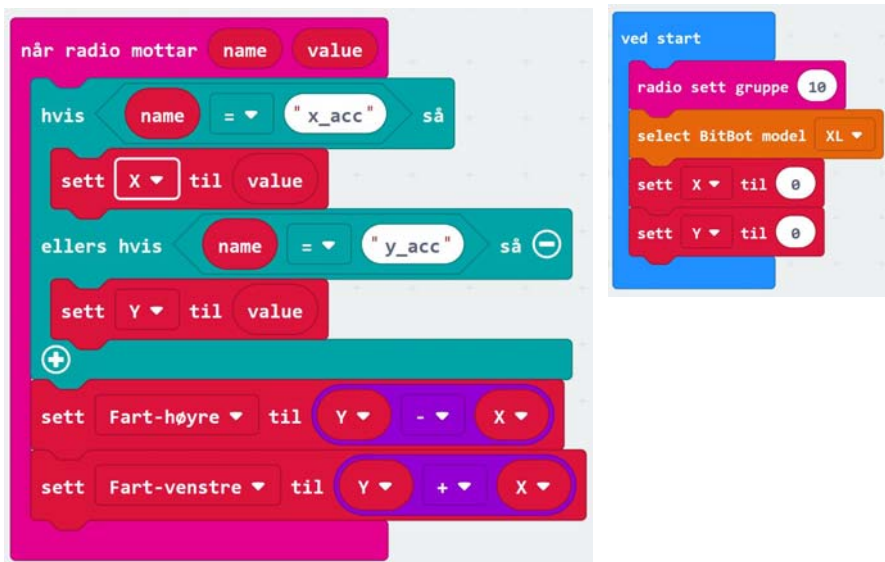 når radio mottar name value
hvis name = "x_acc" så
sett X til value
ellers hvis name = "y_acc" så
sett Y til value
sett Fart-høyre til Y - X
sett Fart-venstre til Y + X
ved start
radio sett gruppe 10
select BitBot model XL
sett X til 0
sett Y til 0